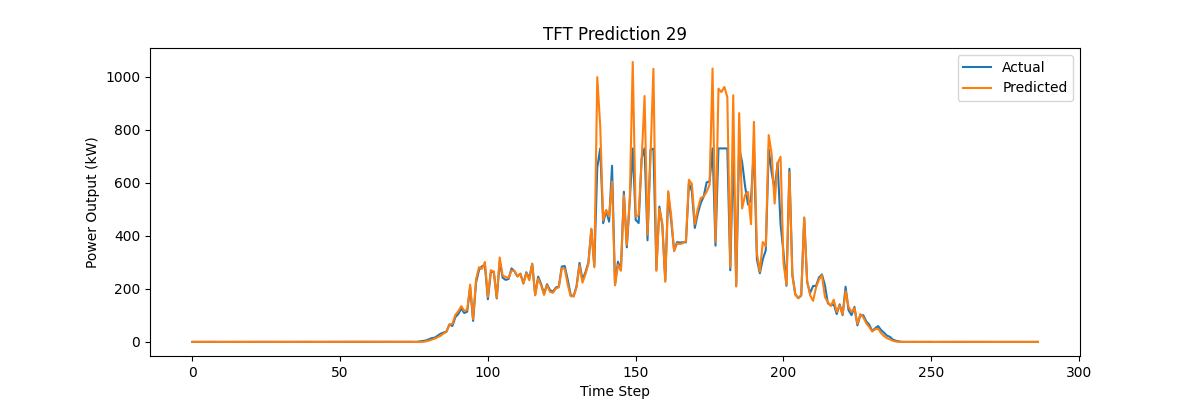 TFT Prediction 29
Actual
Predicted
Power Output (kW)
1000
800
600
400
200
0
0 50 100 150 200 250 300
Time Step